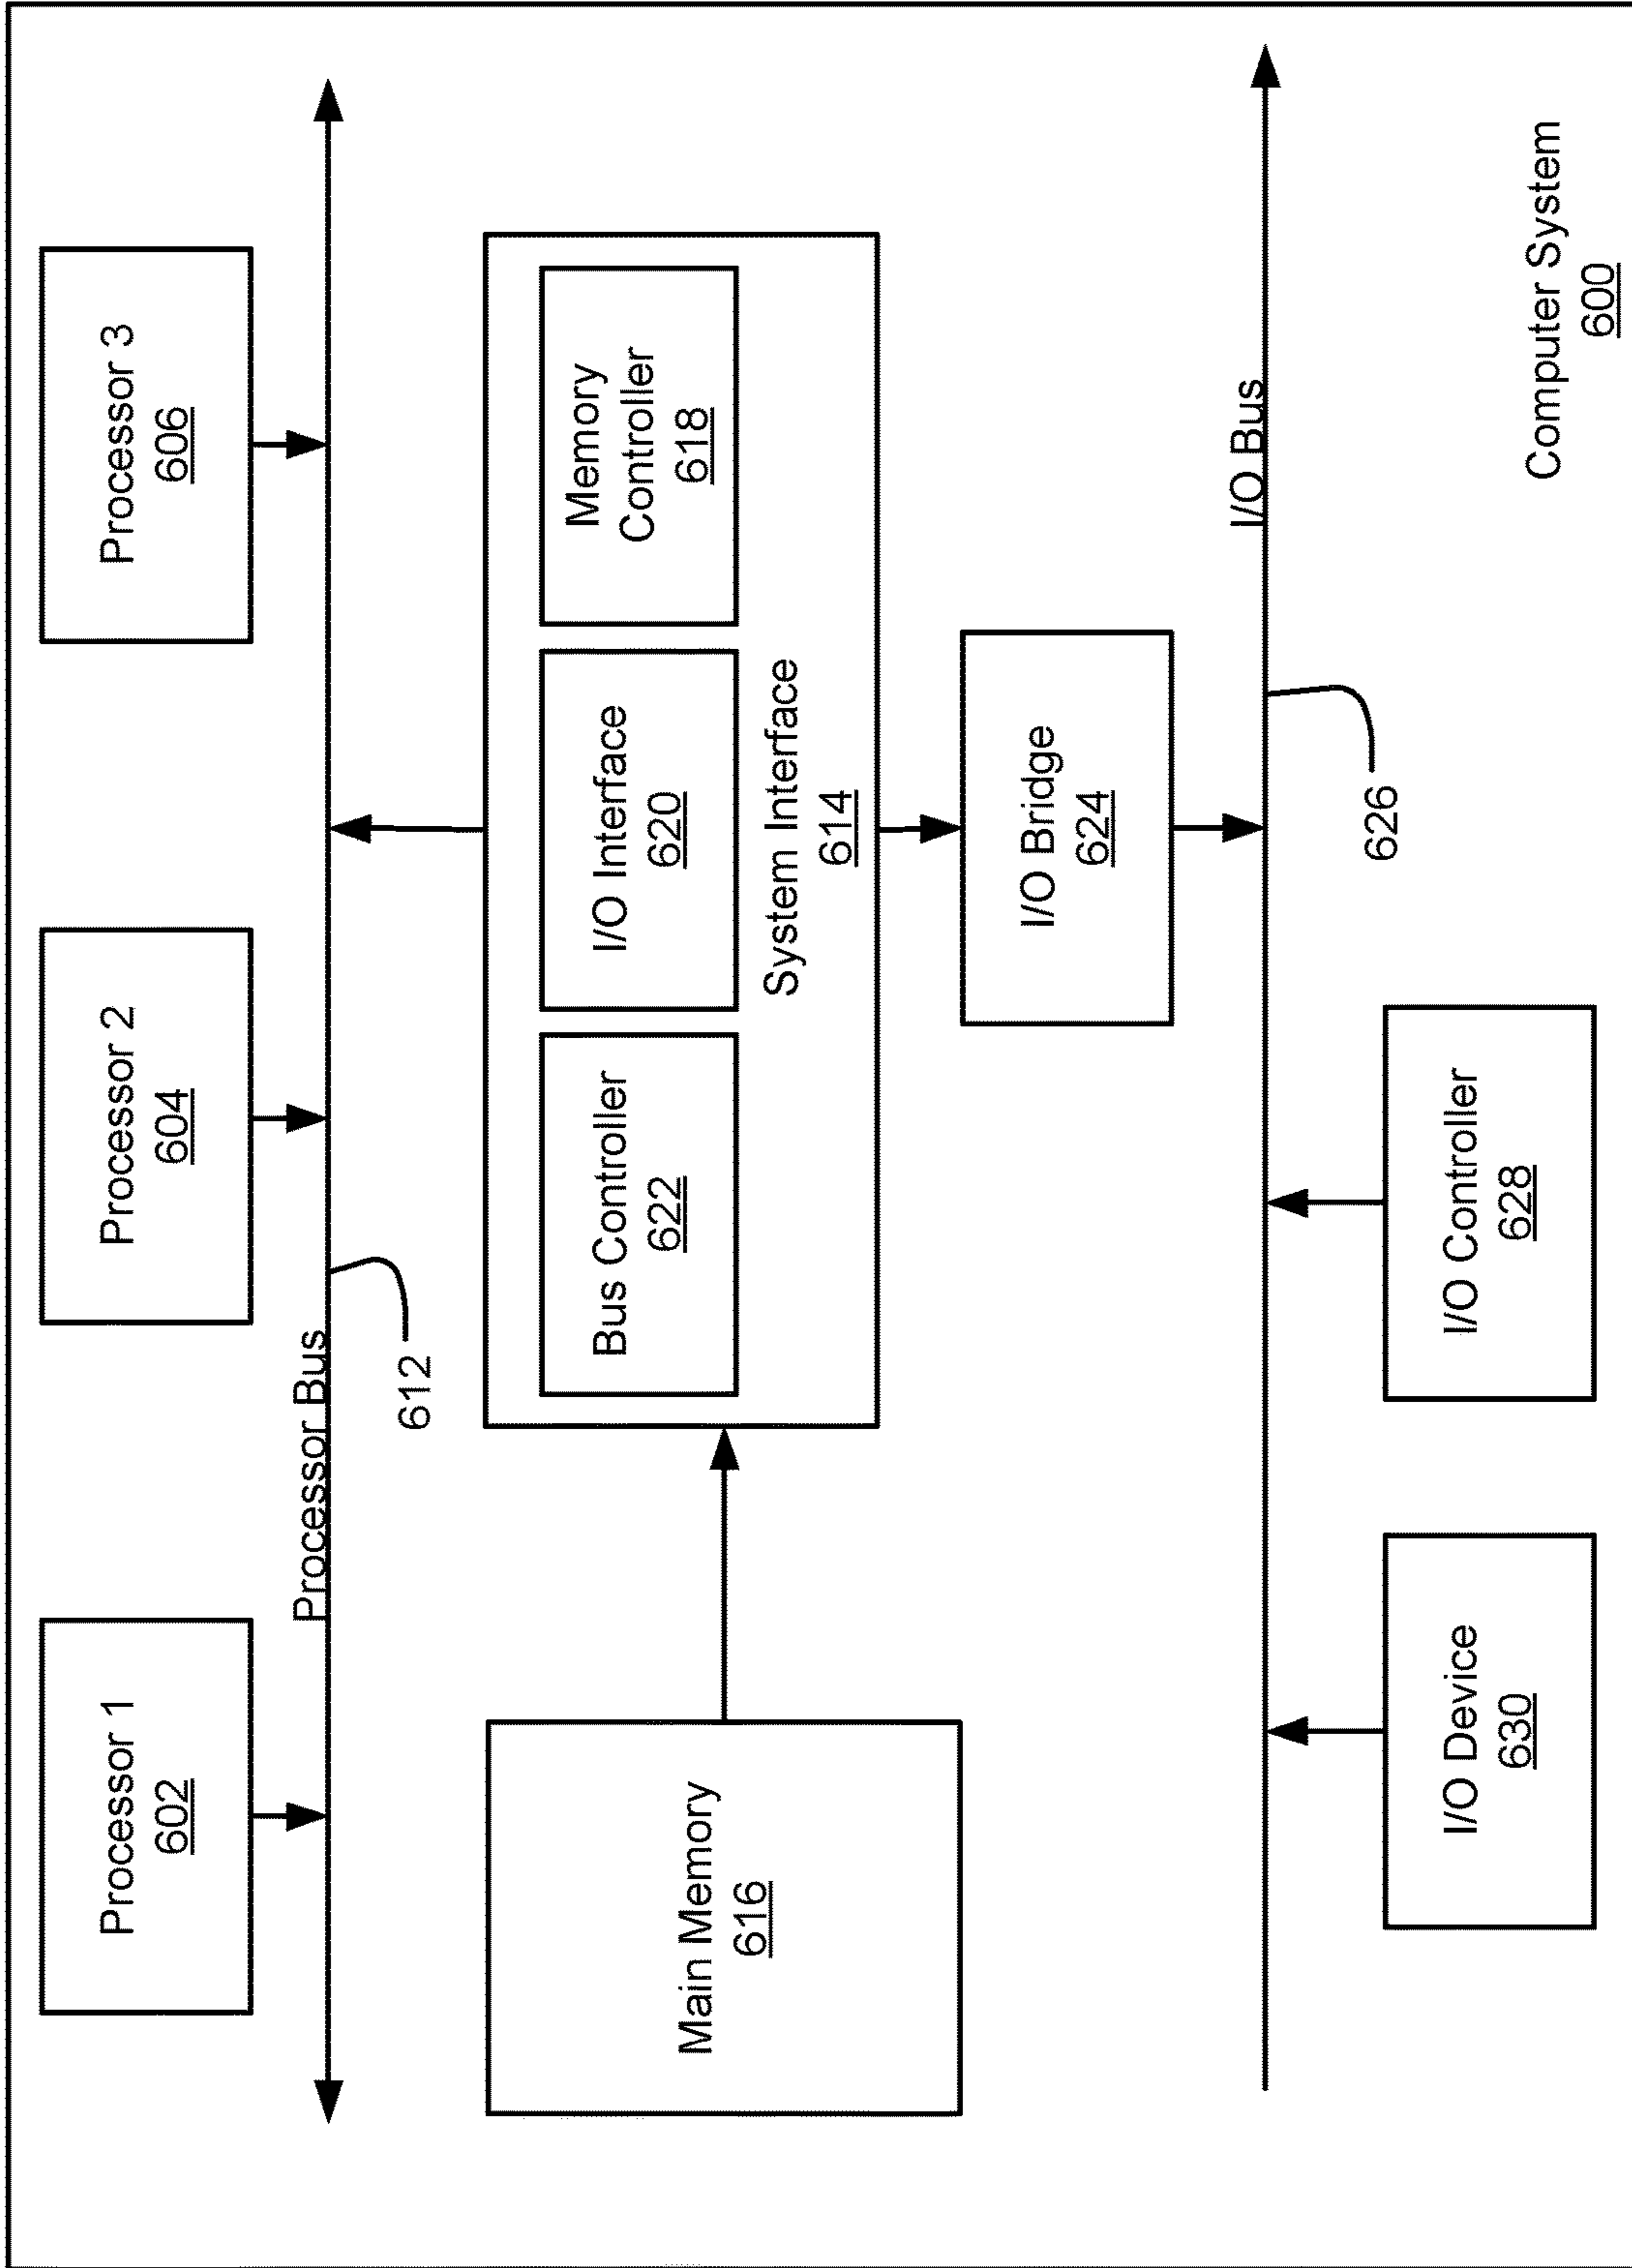 Processor 1
602
Processor 2
604
Processor 3
606
Processor Bus
612
Main Memory
616
Bus Controller
622
I/O Interface
620
Memory
Controller
618
System Interface
614
I/O Bridge
624
I/O Bus
626
I/O Device
630
I/O Controller
628
Computer System
600